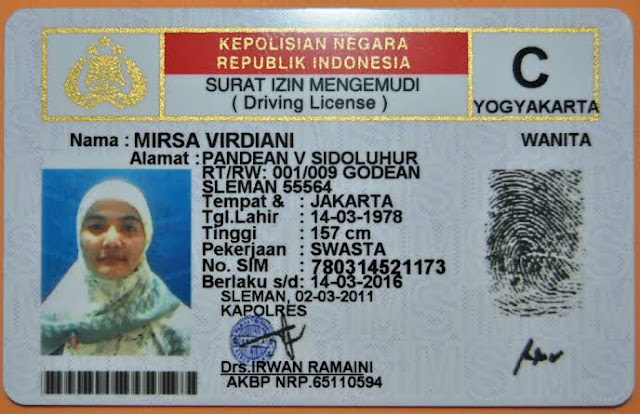 KEPOLISIAN NEGARA
REPUBLIK INDONESIA
SURAT IZIN MENGEMUDI
( Driving License )
C
YOGYAKARTA
Nama : MIRSA VIRDIANI
WANITA
Alamat : PANDEAN V SIDOLUHUR
RT/RW: 001/009 GODEAN
SLEMAN 55564
Tempat & : JAKARTA
Tgl.Lahir : 14-03-1978
Tinggi : 157 cm
Pekerjaan : SWASTA
No. SIM : 780314521173
Berlaku s/d : 14-03-2016
SLEMAN, 02-03-2011
KAPOLRES
Drs.IRWAN RAMAINI
AKBP NRP.65110594